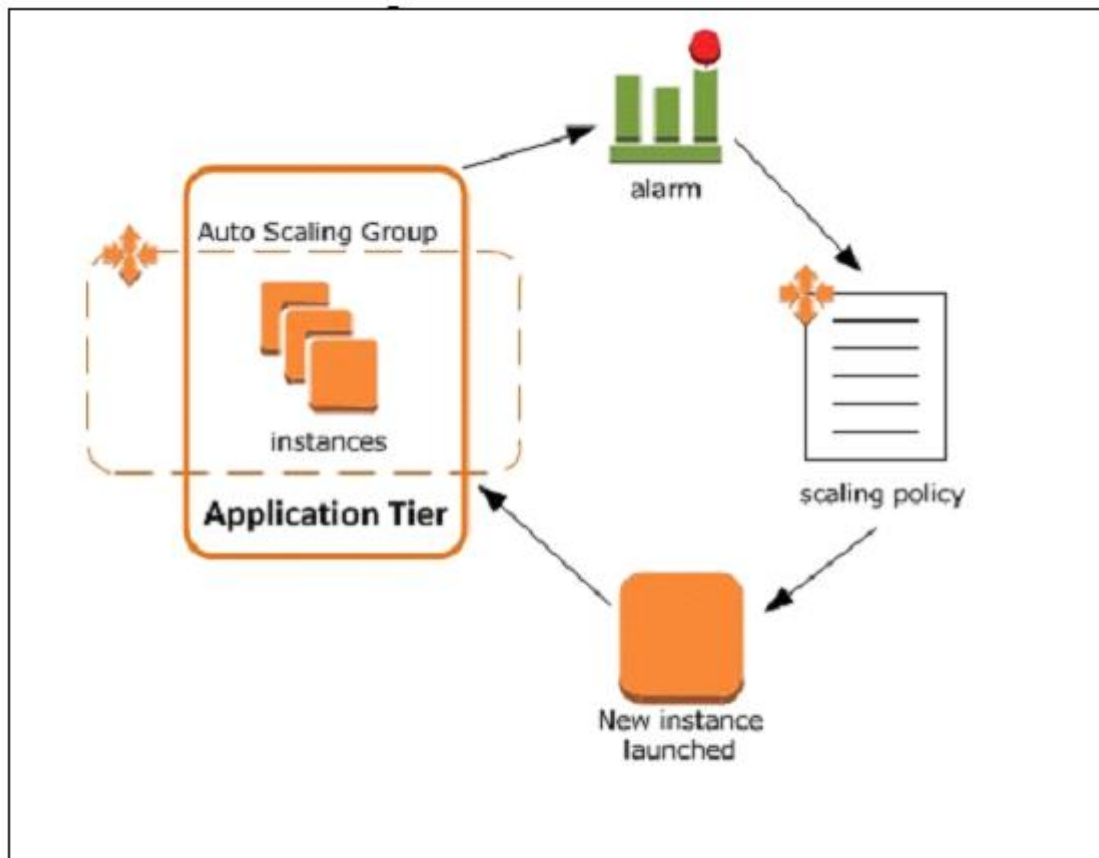 alarm
Auto Scaling Group
instances
Application Tier
scaling policy
New instance
launched